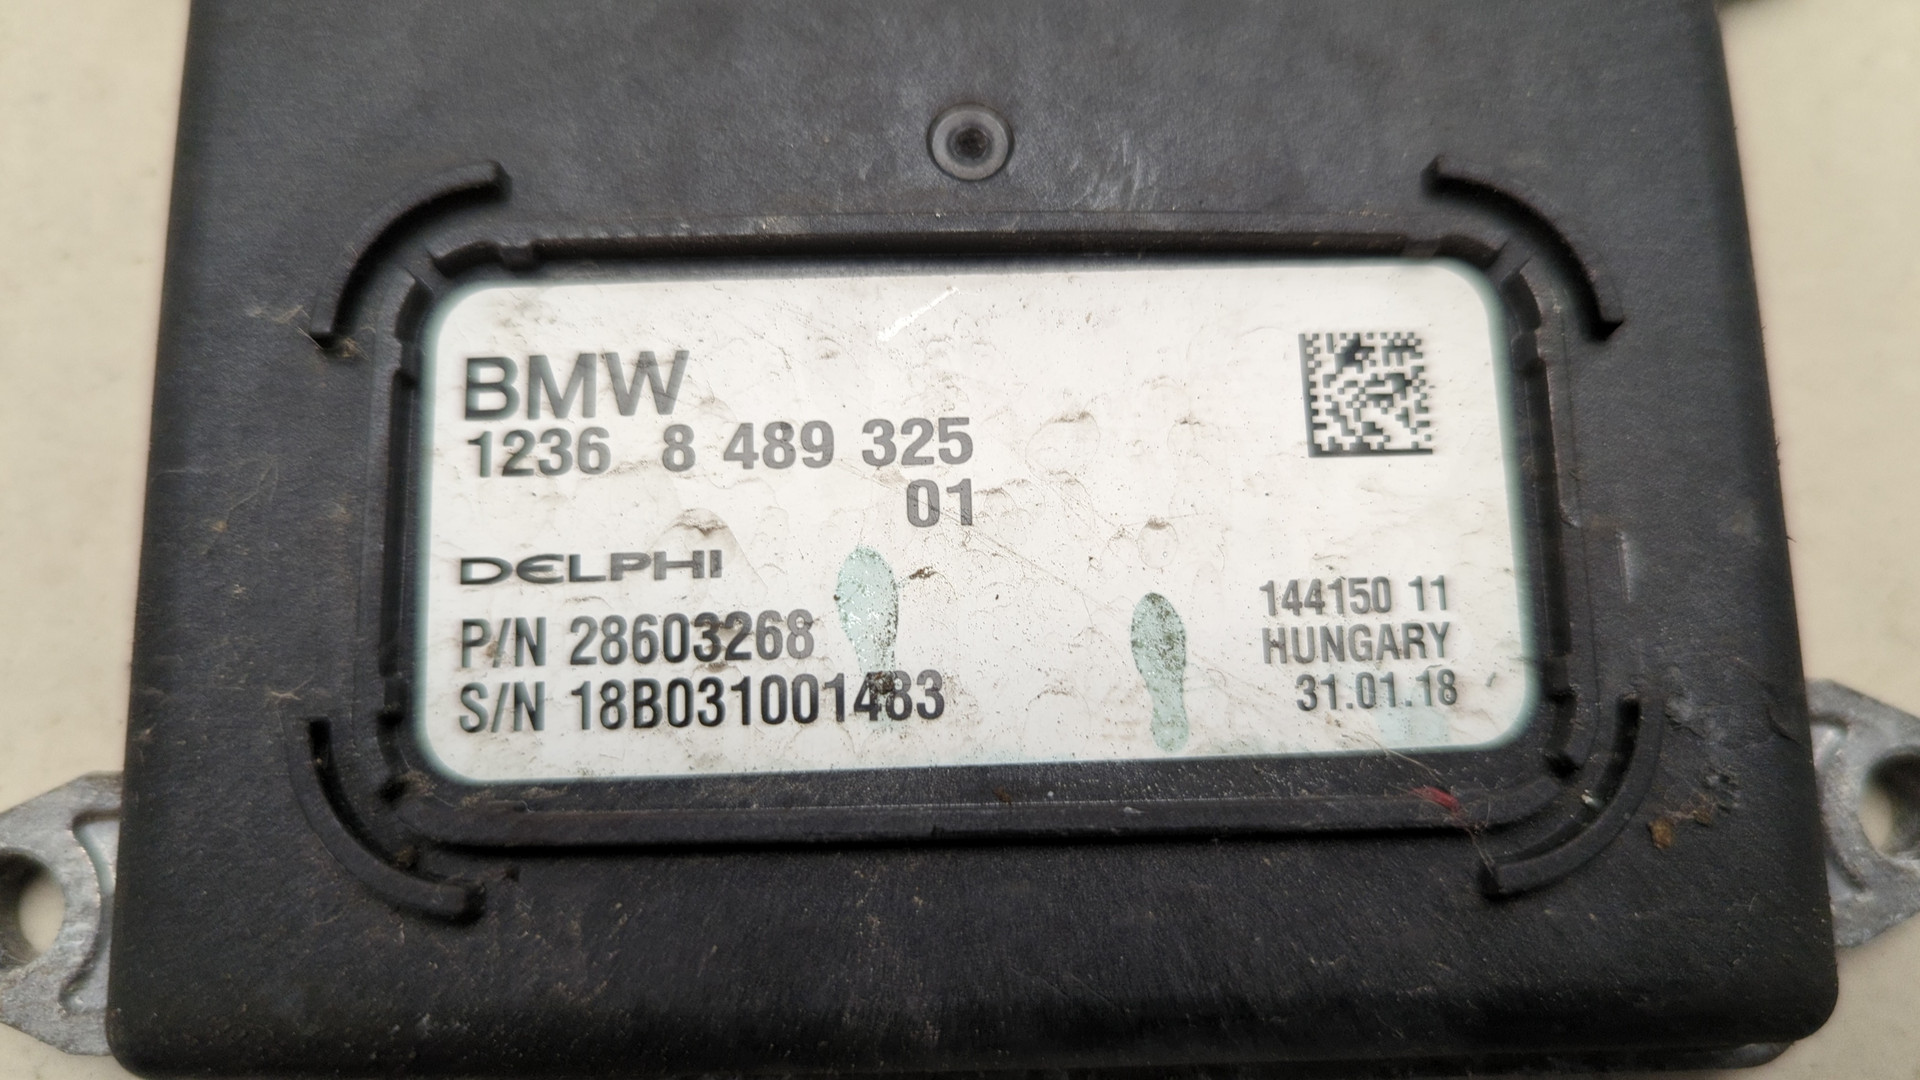 BMW
1236 8 489 325
01
DELPHI
P/N 28603268
S/N 18B031001483
144150 11
HUNGARY
31.01.18